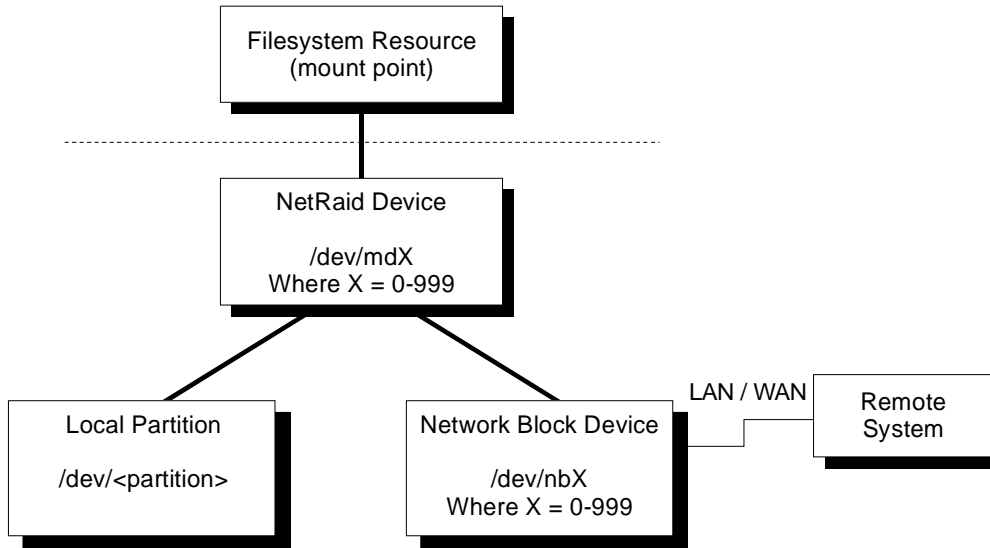 Filesystem Resource
(mount point)
NetRaid Device
/dev/mdX
Where X = 0-999
Local Partition
/dev/<partition>
Network Block Device
/dev/nbX
Where X = 0-999
LAN / WAN
Remote
System